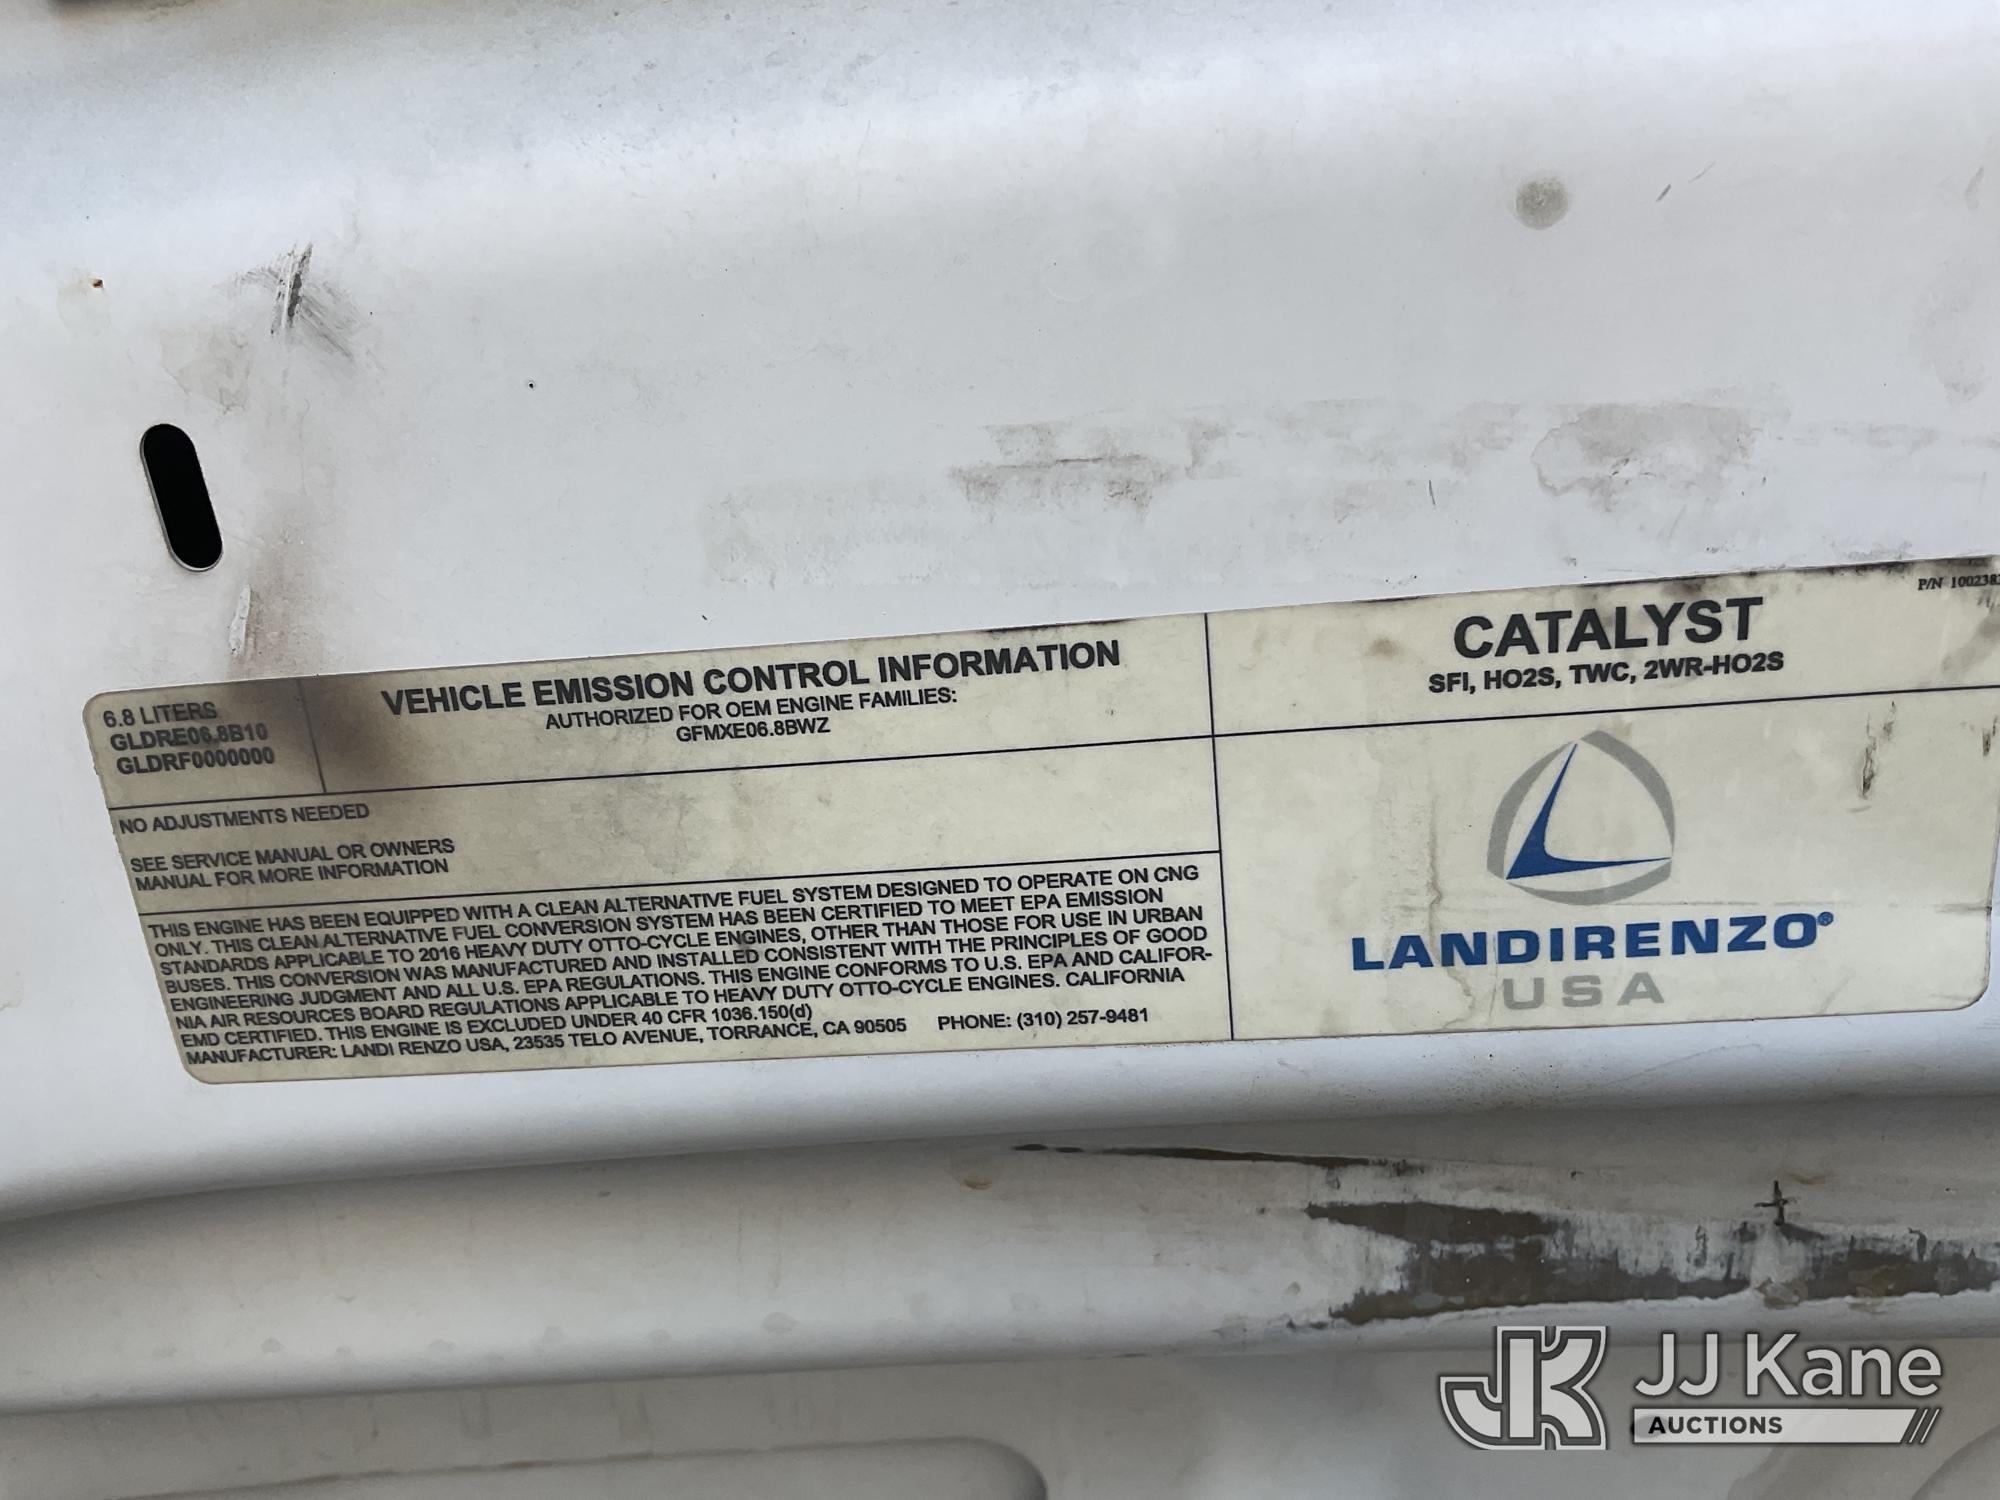 6.8 LITERS
GLDRE06.8B10
GLDRF0000000
VEHICLE EMISSION CONTROL INFORMATION
AUTHORIZED FOR OEM ENGINE FAMILIES:
GFMXE06.8BWZ
CATALYST
SFI, HO2S, TWC, 2WR-HO2S
P/N
NO ADJUSTMENTS NEEDED
SEE SERVICE MANUAL OR OWNERS
MANUAL FOR MORE INFORMATION
THIS ENGINE HAS BEEN EQUIPPED WITH A CLEAN ALTERNATIVE FUEL SYSTEM DESIGNED TO OPERATE ON CNG
ONLY. THIS CLEAN ALTERNATIVE FUEL CONVERSION SYSTEM HAS BEEN CERTIFIED TO MEET EPA EMISSION
STANDARDS APPLICABLE TO 2016 HEAVY DUTY OTTO-CYCLE ENGINES, OTHER THAN THOSE FOR USE IN URBAN
BUSES. THIS CONVERSION WAS MANUFACTURED AND INSTALLED CONSISTENT WITH THE PRINCIPLES OF GOOD
ENGINEERING JUDGMENT AND ALL U.S. EPA REGULATIONS. THIS ENGINE CONFORMS TO U.S. EPA AND CALIFOR-
NIA AIR RESOURCES BOARD REGULATIONS APPLICABLE TO HEAVY DUTY OTTO-CYCLE ENGINES. CALIFORNIA
EMD CERTIFIED. THIS ENGINE IS EXCLUDED UNDER 40 CFR 1036.150(d)
MANUFACTURER: LANDI RENZO USA, 23535 TELO AVENUE, TORRANCE, CA 90505 PHONE: (310) 257-9481
LANDIRENZO®
USA
JK JJ Kane
AUCTIONS